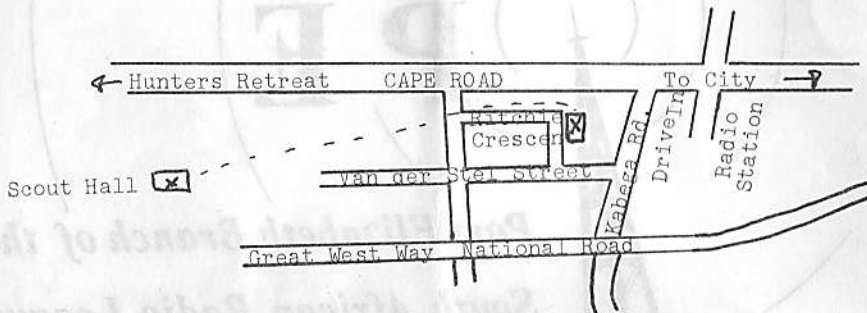 Hunters Retreat CAPE ROAD To City
Ritchie
Crescent
X
Kabega Rd.
DriveIn
Radio
Station
Scout Hall X
Van der Stel Street
Great West Way National Road
P
E
Port Elizabeth Branch of the
South African Radio League